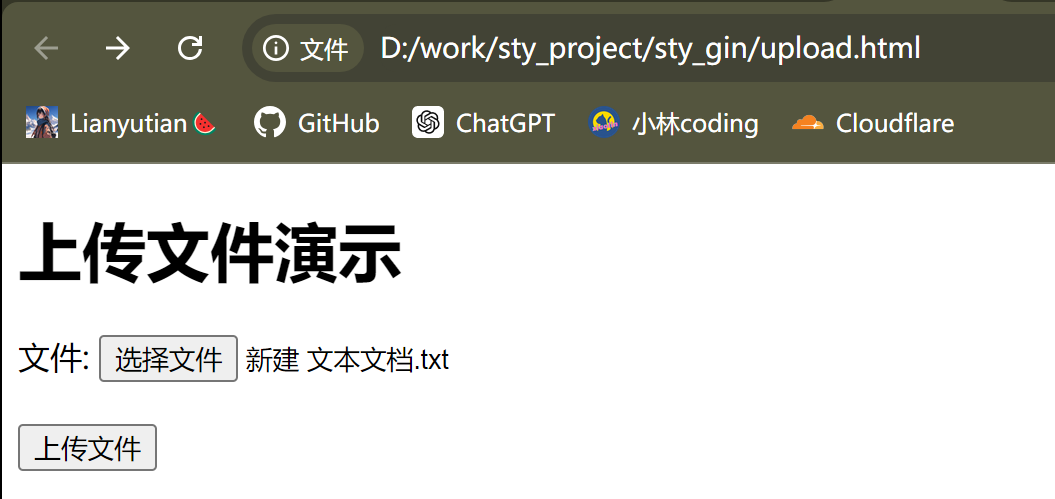 文件 D:/work/sty_project/sty_gin/upload.html
Lianyutian🍉 GitHub ChatGPT 小林coding Cloudflare
上传文件演示
文件: 选择文件 新建 文本文档.txt
上传文件